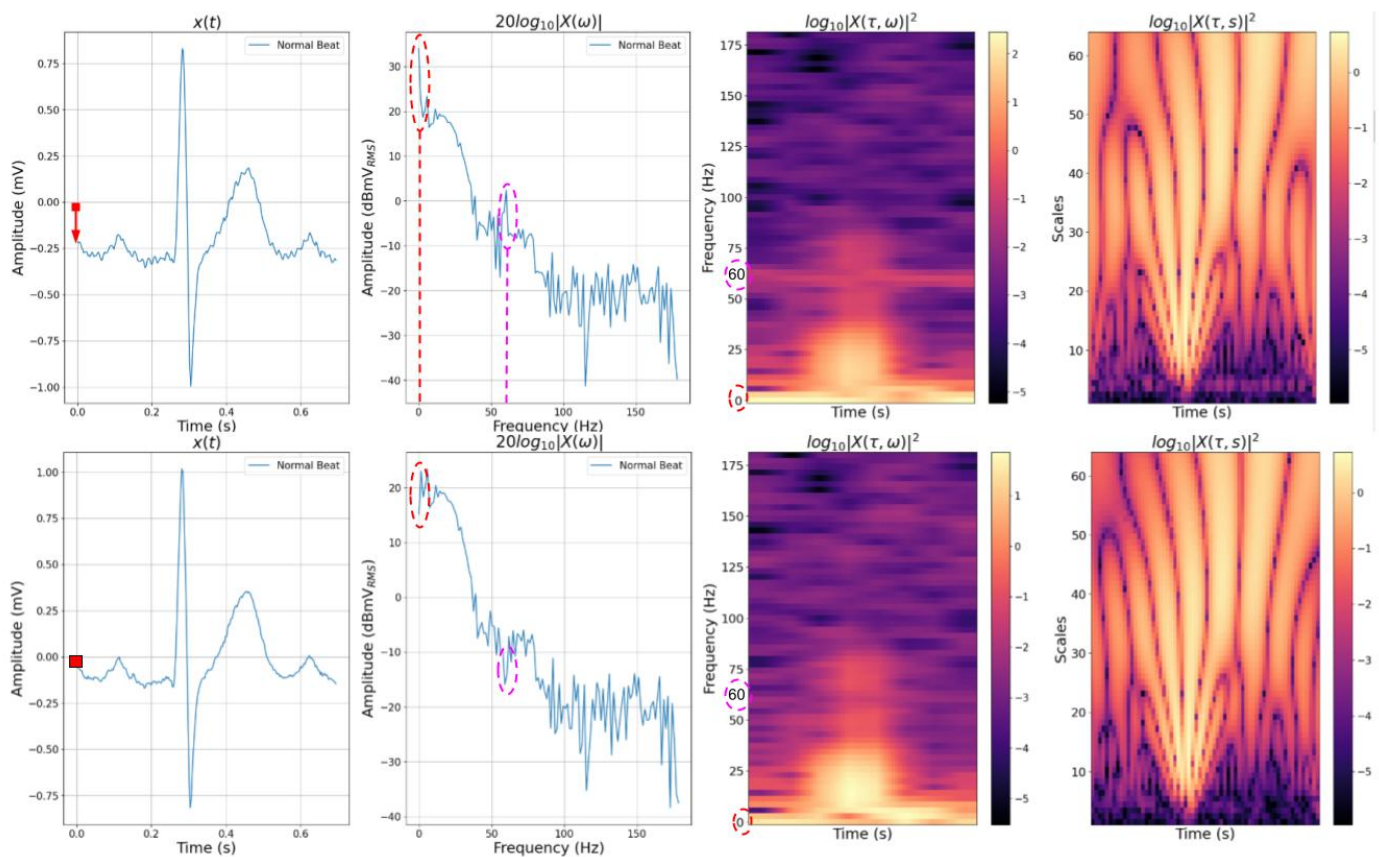 x(t)
20log₁₀|X(ω)|
log₁₀|X(τ, ω)|²
log₁₀|X(τ, s)|²
Normal Beat
0.75
0.50
0.25
0.00
−0.25
−0.50
−0.75
−1.00
Amplitude (mV)
0.0 0.2 0.4 0.6
Time (s)
Normal Beat
30
20
10
0
−10
−20
−30
−40
Amplitude (dBmV_RMS)
0 50 100 150
Frequency (Hz)
175
150
125
100
75
60
50
25
0
Frequency (Hz)
Time (s)
2
1
0
−1
−2
−3
−4
−5
60
50
40
30
20
10
Scales
Time (s)
0
−1
−2
−3
−4
−5
x(t)
20log₁₀|X(ω)|
log₁₀|X(τ, ω)|²
log₁₀|X(τ, s)|²
Normal Beat
1.00
0.75
0.50
0.25
0.00
−0.25
−0.50
−0.75
Amplitude (mV)
0.0 0.2 0.4 0.6
Time (s)
Normal Beat
20
10
0
−10
−20
−30
−40
Amplitude (dBmV_RMS)
0 50 100 150
Frequency (Hz)
175
150
125
100
75
60
50
25
0
Frequency (Hz)
Time (s)
1
0
−1
−2
−3
−4
−5
60
50
40
30
20
10
Scales
Time (s)
0
−1
−2
−3
−4
−5